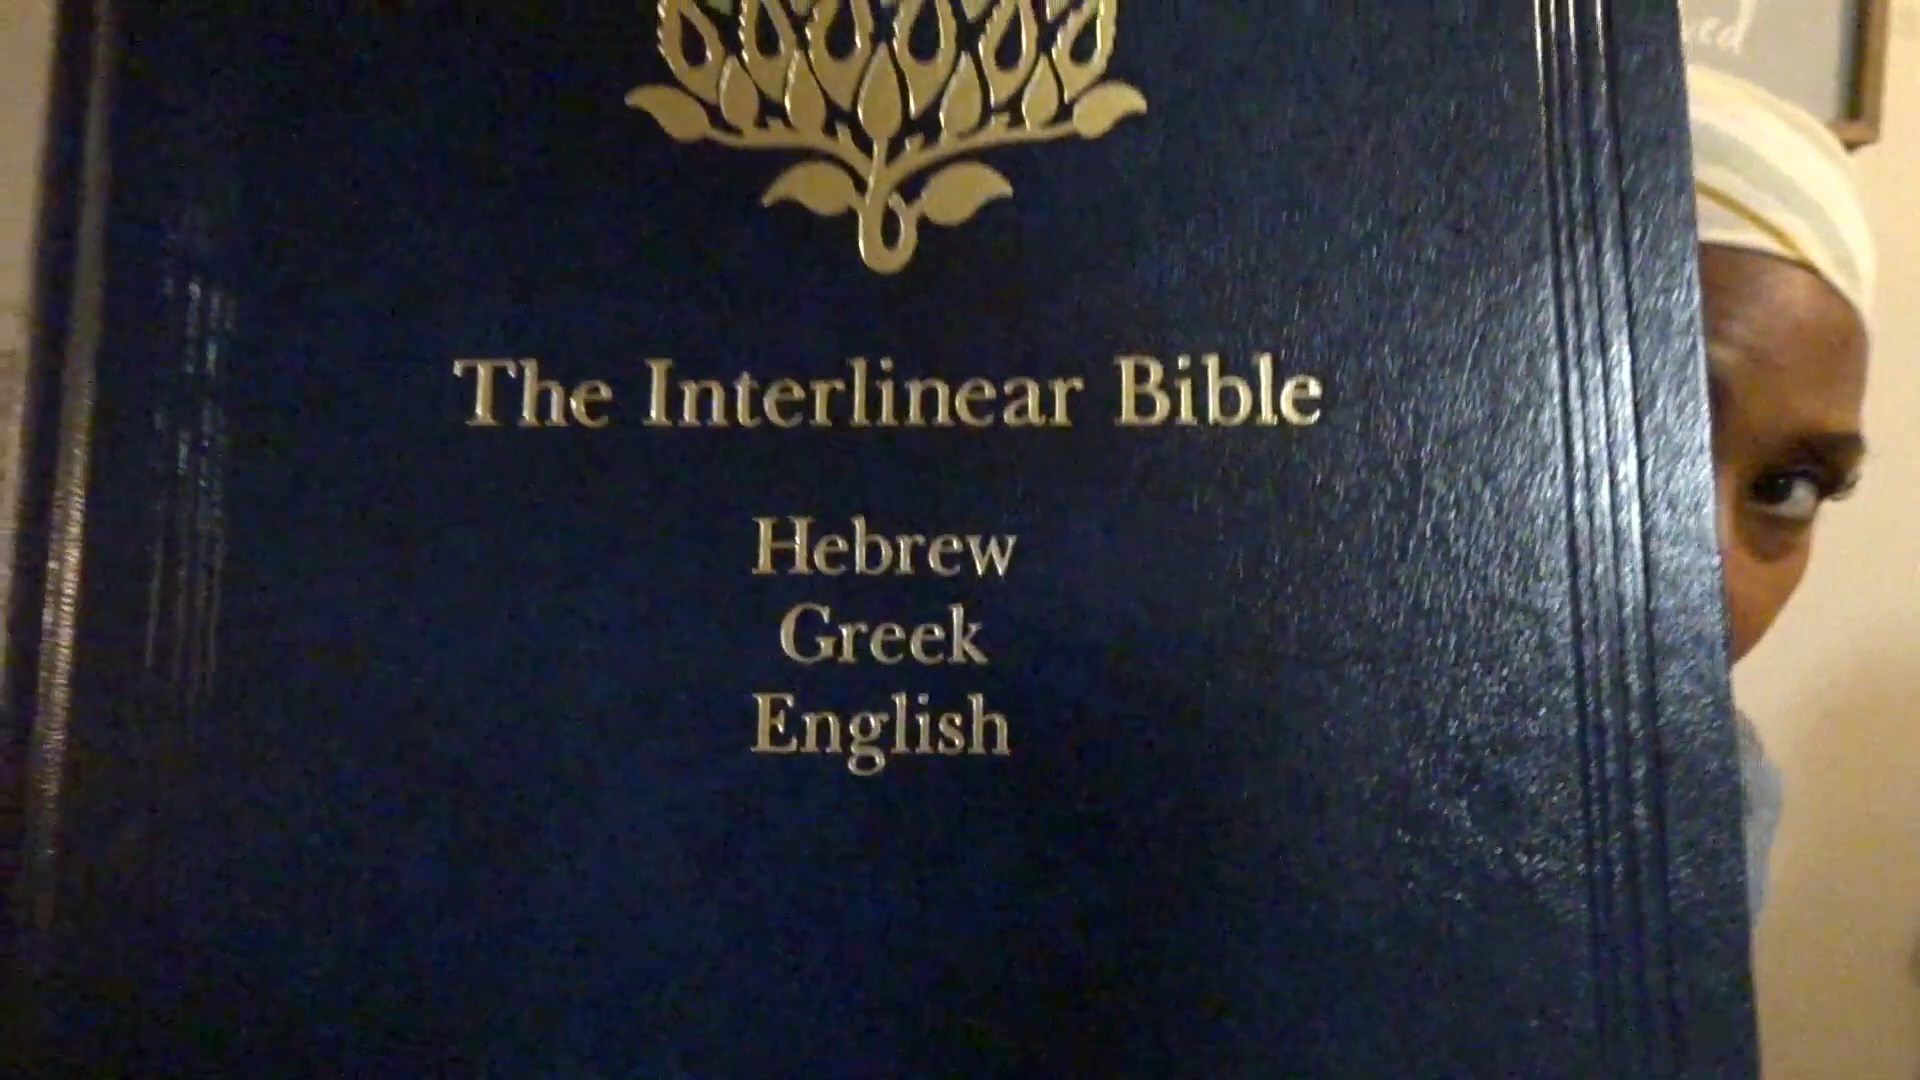 The Interlinear Bible
Hebrew
Greek
English